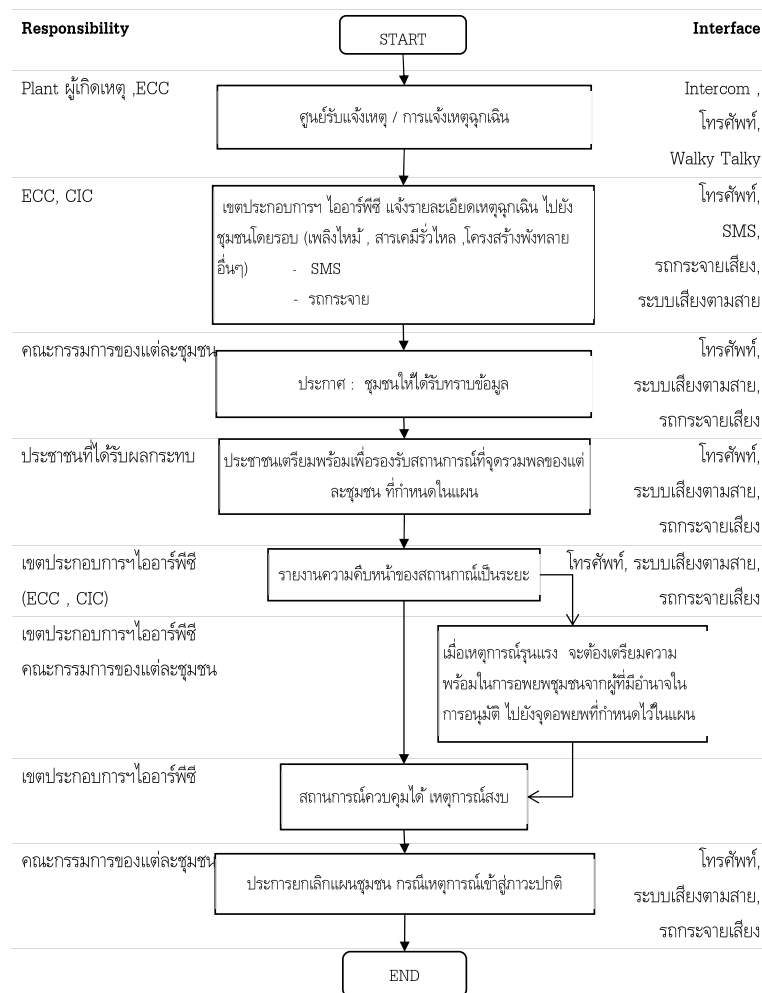 Responsibility
START
Interface
Plant ผู้เกิดเหตุ ,ECC
ศูนย์รับแจ้งเหตุ / การแจ้งเหตุฉุกเฉิน
Intercom ,
โทรศัพท์,
Walky Talky
ECC, CIC
เขตประกอบการฯ ไออาร์พีซี แจ้งรายละเอียดเหตุฉุกเฉิน ไปยัง
ชุมชนโดยรอบ (เพลิงไหม้ , สารเคมีรั่วไหล ,โครงสร้างพังทลาย
อื่นๆ) - SMS
- รถกระจาย
โทรศัพท์,
SMS,
รถกระจายเสียง,
ระบบเสียงตามสาย
คณะกรรมการของแต่ละชุมชน
ประกาศ : ชุมชนให้ได้รับทราบข้อมูล
โทรศัพท์,
ระบบเสียงตามสาย,
รถกระจายเสียง
ประชาชนที่ได้รับผลกระทบ
ประชาชนเตรียมพร้อมเพื่อรองรับสถานการณ์ที่จุดรวมพลของแต่
ละชุมชน ที่กำหนดในแผน
โทรศัพท์,
ระบบเสียงตามสาย,
รถกระจายเสียง
เขตประกอบการฯไออาร์พีซี
(ECC , CIC)
รายงานความคืบหน้าของสถานกาณ์เป็นระยะ
โทรศัพท์, ระบบเสียงตามสาย,
รถกระจายเสียง
เขตประกอบการฯไออาร์พีซี
คณะกรรมการของแต่ละชุมชน
เมื่อเหตุการณ์รุนแรง จะต้องเตรียมความ
พร้อมในการอพยพชุมชนจากผู้ที่มีอำนาจใน
การอนุมัติ ไปยังจุดอพยพที่กำหนดไว้ในแผน
เขตประกอบการฯไออาร์พีซี
สถานการณ์ควบคุมได้ เหตุการณ์สงบ
คณะกรรมการของแต่ละชุมชน
ประการยกเลิกแผนชุมชน กรณีเหตุการณ์เข้าสู่ภาวะปกติ
โทรศัพท์,
ระบบเสียงตามสาย,
รถกระจายเสียง
END